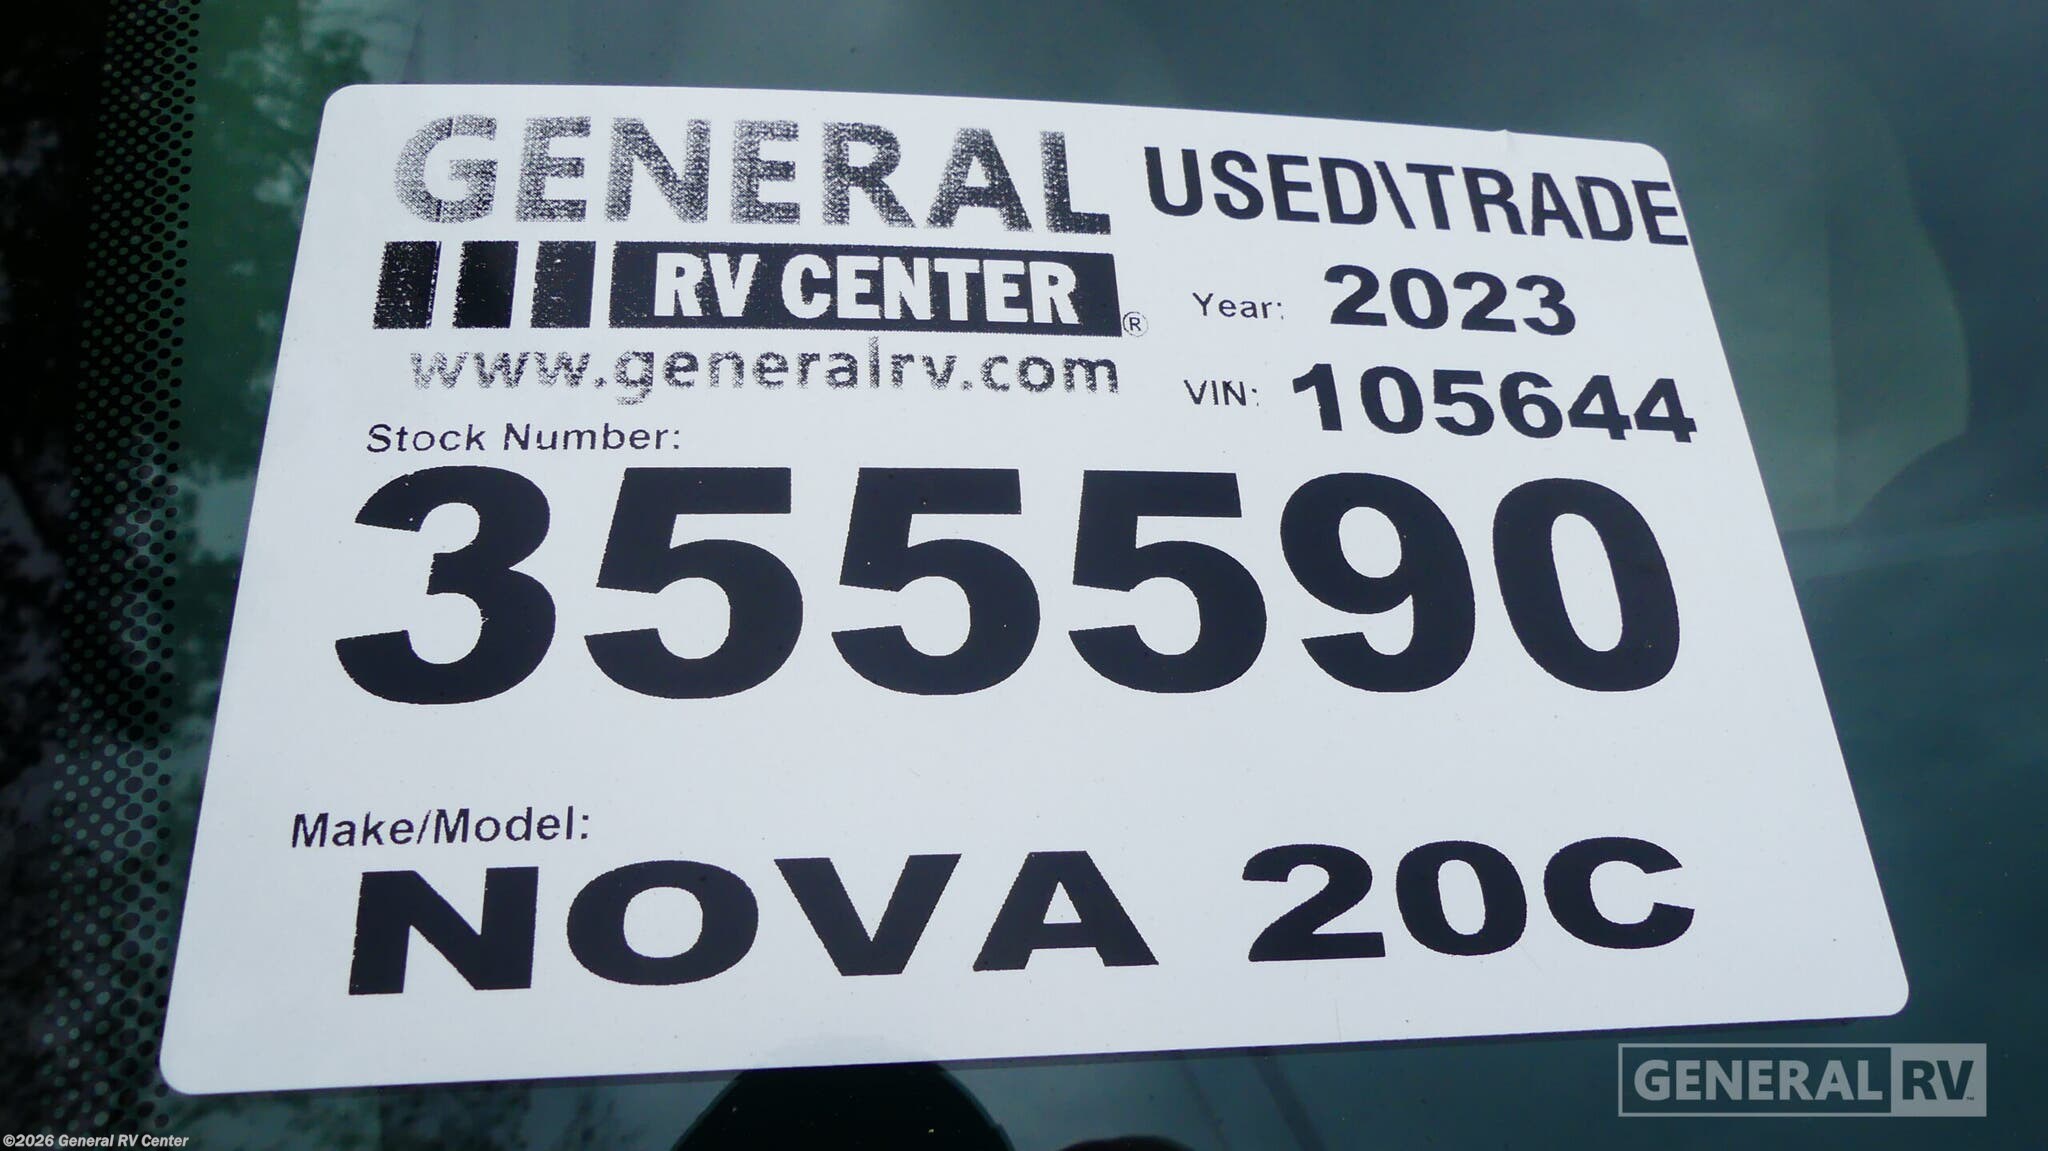 GENERAL
RV CENTER®
www.generalrv.com
USED\TRADE
Year: 2023
VIN: 105644
Stock Number:
355590
Make/Model:
NOVA 20C
GENERAL RV™
©2026 General RV Center